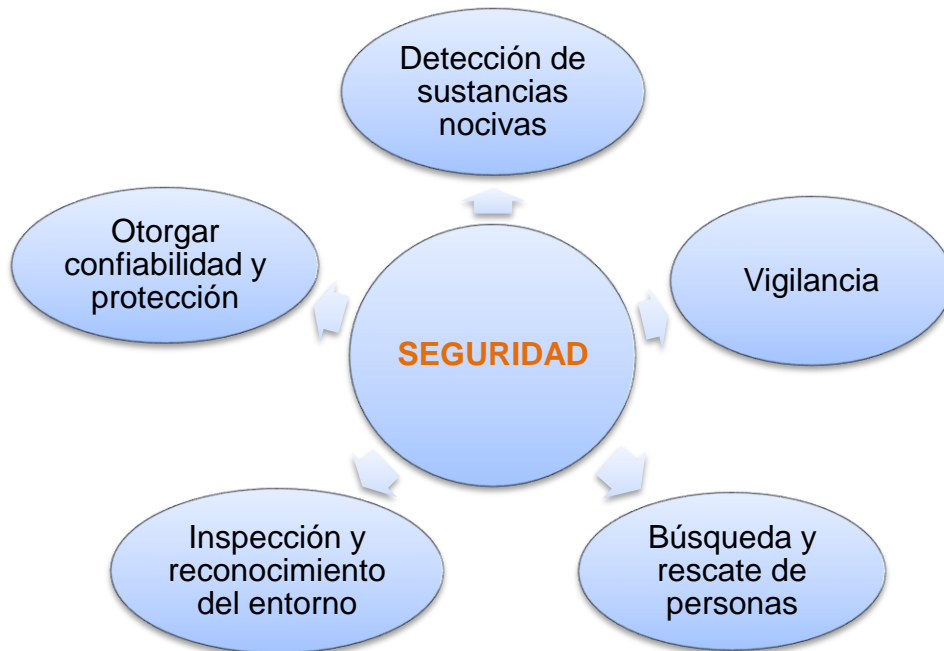 Detección de
sustancias
nocivas
Otorgar
confiabilidad y
protección
Vigilancia
SEGURIDAD
Inspección y
reconocimiento
del entorno
Búsqueda y
rescate de
personas